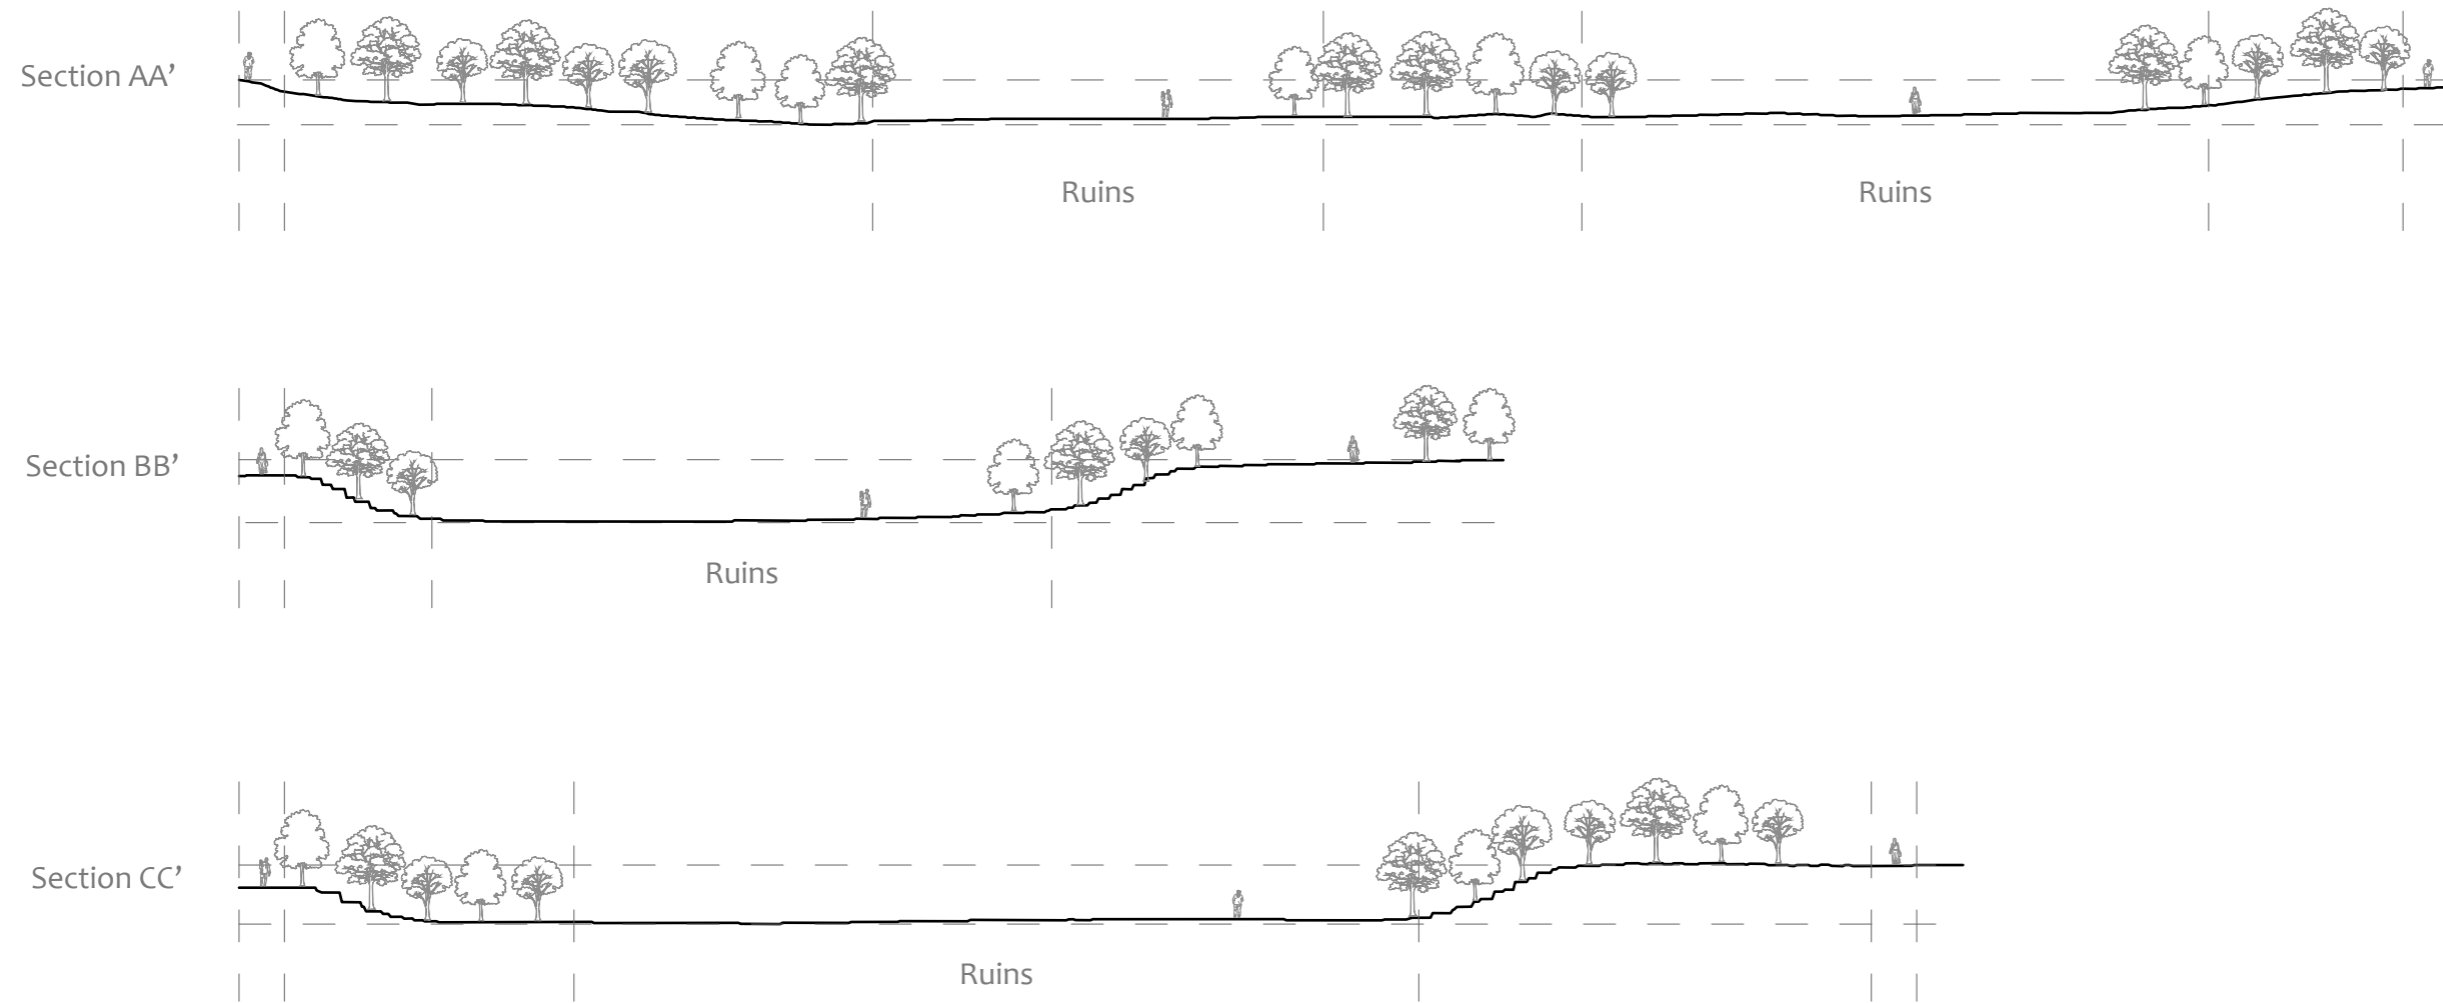 Section AA’
Ruins
Ruins
Section BB’
Ruins
Section CC’
Ruins